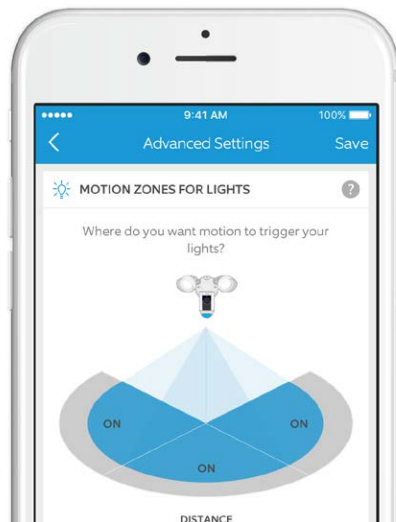 9:41 AM
100%
Advanced Settings
Save
MOTION ZONES FOR LIGHTS
?
Where do you want motion to trigger your
lights?
ON
ON
ON
DISTANCE